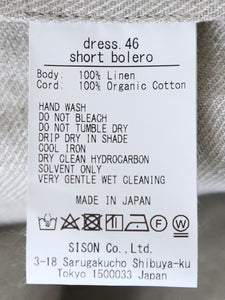 dress. 46
short bolero
Body: 100% Linen
Cord: 100% Organic Cotton
HAND WASH
DO NOT BLEACH
DO NOT TUMBLE DRY
DRIP DRY IN SHADE
COOL IRON
DRY CLEAN HYDROCARBON
SOLVENT ONLY
VERY GENTLE WET CLEANING
MADE IN JAPAN
SISON Co., Ltd.
3-18 Sarugakucho Shibuya-ku
Tokyo 1500033 Japan